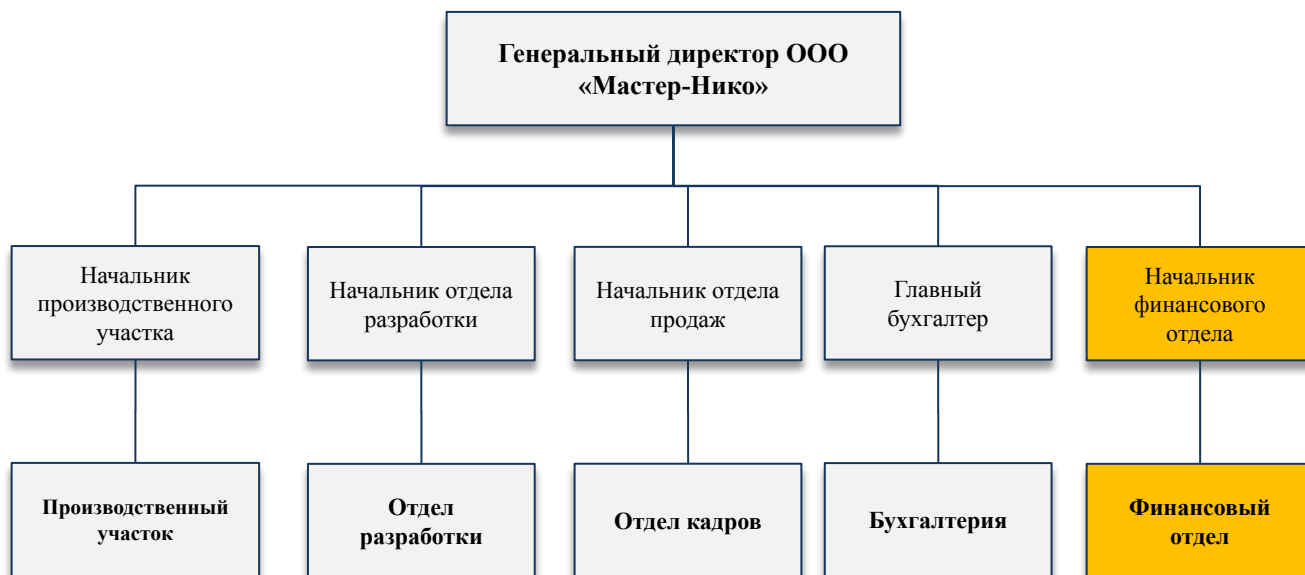 Генеральный директор ООО
«Мастер-Нико»
Начальник
производственного
участка
Начальник отдела
разработки
Начальник отдела
продаж
Главный
бухгалтер
Начальник
финансового
отдела
Производственный
участок
Отдел
разработки
Отдел кадров
Бухгалтерия
Финансовый
отдел